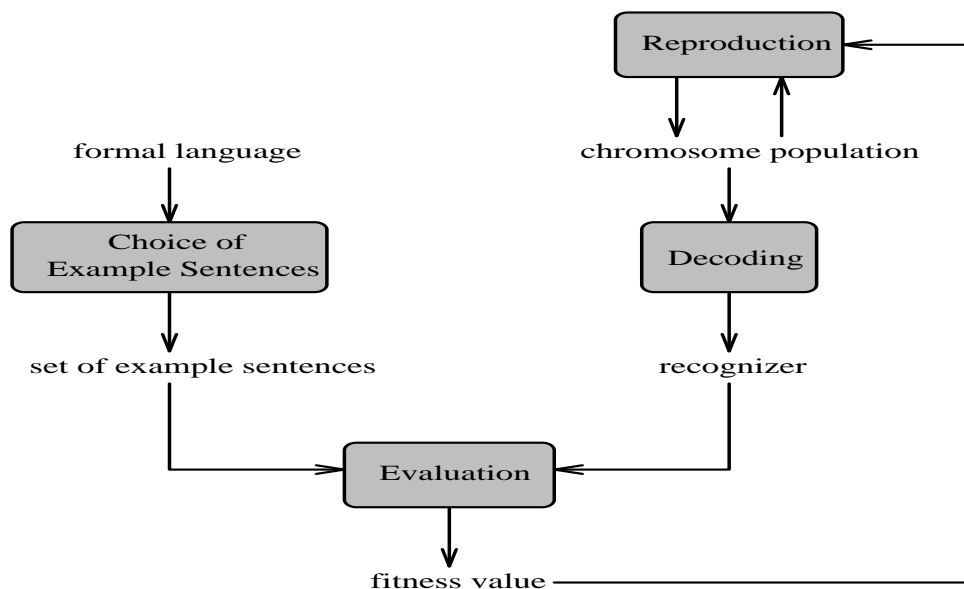 Reproduction
formal language
chromosome population
Choice of
Example Sentences
Decoding
set of example sentences
recognizer
Evaluation
fitness value